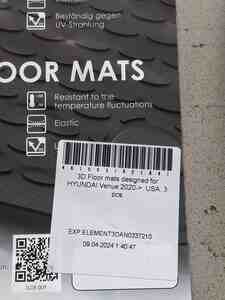 Beständig gegen
UV-Strahlung
OOR MATS
Resistant to the
temperature fluctuations
Elastic
3D Floor mats designed for
HYUNDAI Venue 2020->, USA, 3
pcs
EXP.ELEMENT3DAN0337210
09.04.2024 1:40:47